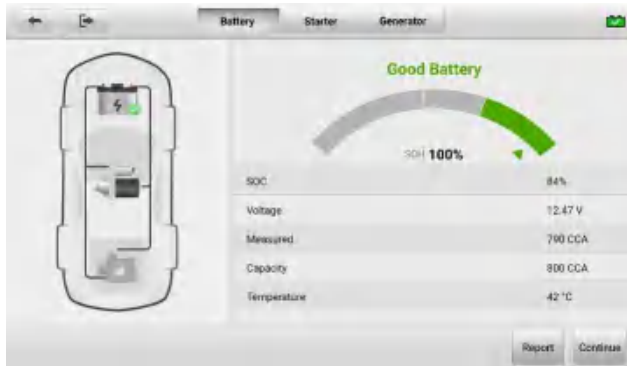 Battery Starter Generator
Good Battery
SOH 100%
SOC 84%
Voltage 12.47 V
Measured 790 CCA
Capacity 800 CCA
Temperature 42 °C
Report Continue